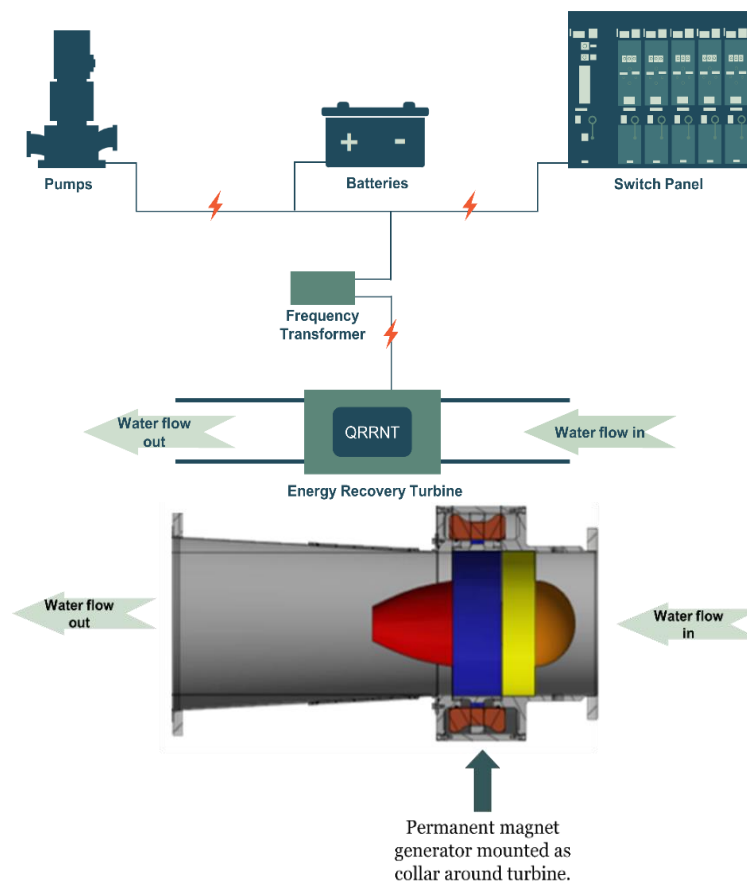 Pumps
Batteries
Switch Panel
Frequency
Transformer
Water flow
out
QRRNT
Water flow in
Energy Recovery Turbine
Water flow
out
Water flow
in
Permanent magnet
generator mounted as
collar around turbine.